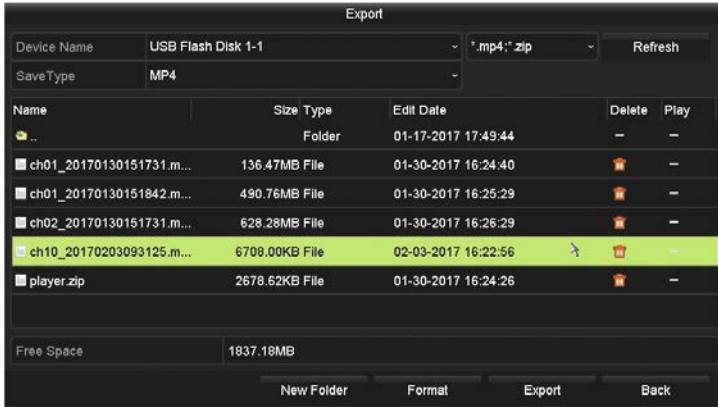 Export
Device Name USB Flash Disk 1-1 *.mp4;*.zip Refresh
SaveType MP4
Name Size Type Edit Date Delete Play
.. Folder 01-17-2017 17:49:44 – –
ch01_20170130151731.m... 136.47MB File 01-30-2017 16:24:40 –
ch01_20170130151842.m... 490.76MB File 01-30-2017 16:25:29 –
ch02_20170130151731.m... 628.28MB File 01-30-2017 16:26:29 –
ch10_20170203093125.m... 6708.00KB File 02-03-2017 16:22:56 –
player.zip 2678.62KB File 01-30-2017 16:24:26 –
Free Space 1837.18MB
New Folder Format Export Back